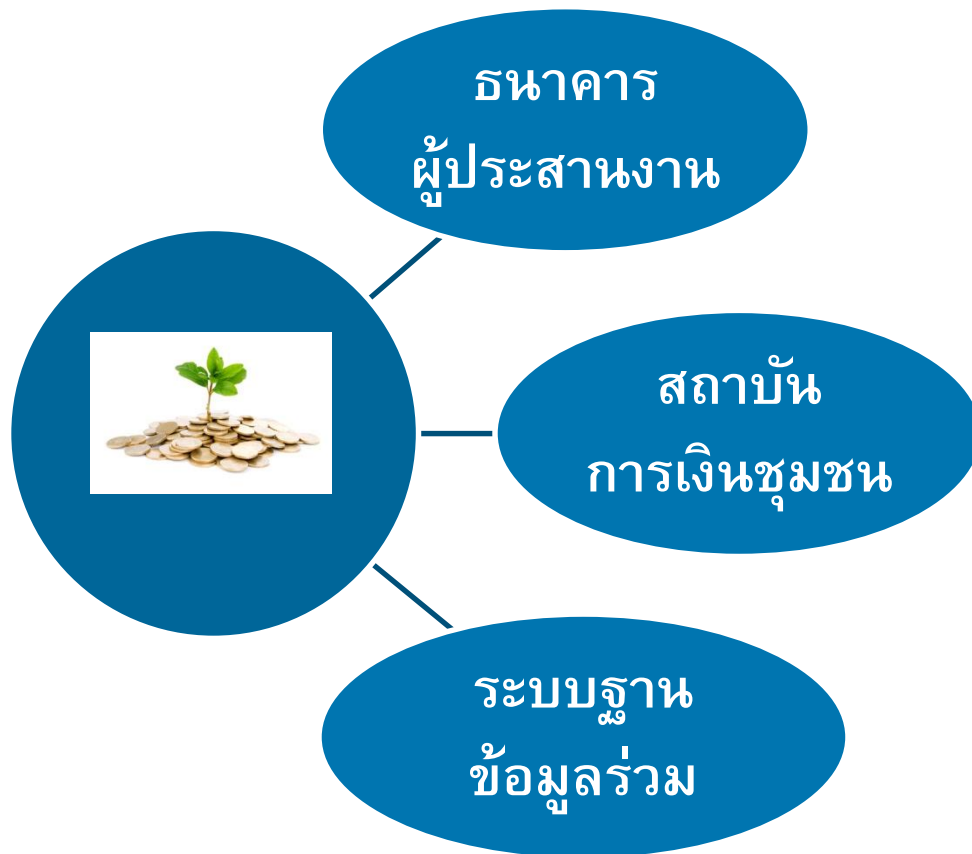 ธนาคาร
ผู้ประสานงาน
สถาบัน
การเงินชุมชน
ระบบฐาน
ข้อมูลร่วม